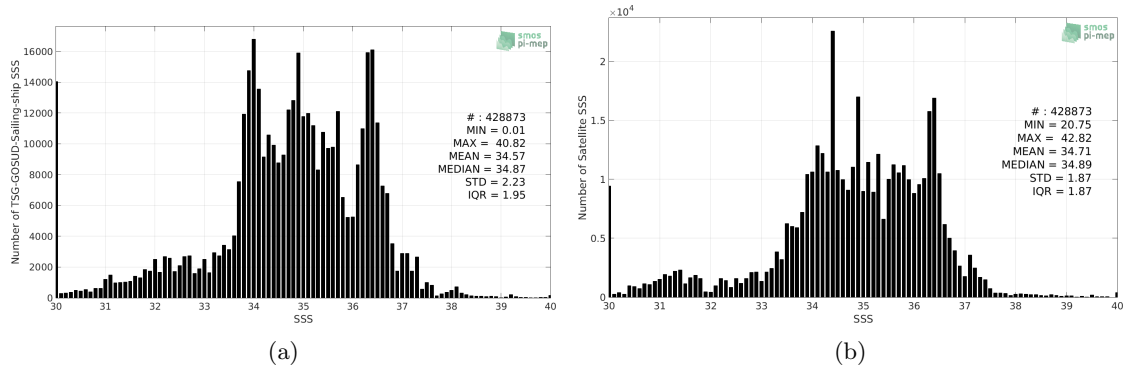 smos
pi-mep
16000
14000
12000
10000
8000
6000
4000
2000
0
Number of TSG-GOSUD-Sailing-ship SSS
# : 428873
MIN = 0.01
MAX = 40.82
MEAN = 34.57
MEDIAN = 34.87
STD = 2.23
IQR = 1.95
30 31 32 33 34 35 36 37 38 39 40
SSS
(a)
×10⁴
smos
pi-mep
2
1.5
1
0.5
0
Number of Satellite SSS
# : 428873
MIN = 20.75
MAX = 42.82
MEAN = 34.71
MEDIAN = 34.89
STD = 1.87
IQR = 1.87
30 31 32 33 34 35 36 37 38 39 40
SSS
(b)